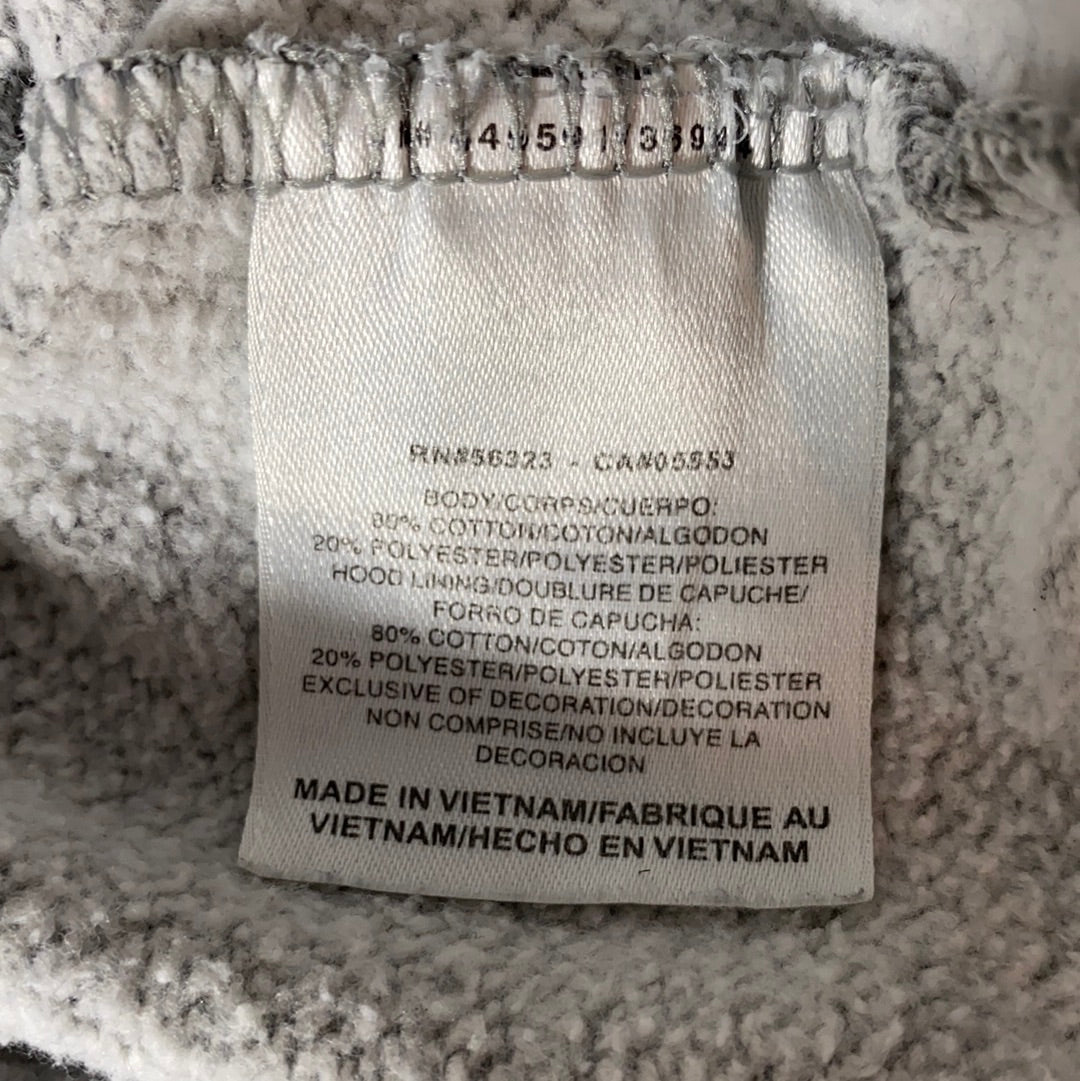 RN#56323 - CA#05553
BODY/CORPS/CUERPO:
80% COTTON/COTON/ALGODON
20% POLYESTER/POLYESTER/POLIESTER
HOOD LINING/DOUBLURE DE CAPUCHE/
FORRO DE CAPUCHA:
80% COTTON/COTON/ALGODON
20% POLYESTER/POLYESTER/POLIESTER
EXCLUSIVE OF DECORATION/DECORATION
NON COMPRISE/NO INCLUYE LA
DECORACION
MADE IN VIETNAM/FABRIQUE AU
VIETNAM/HECHO EN VIETNAM